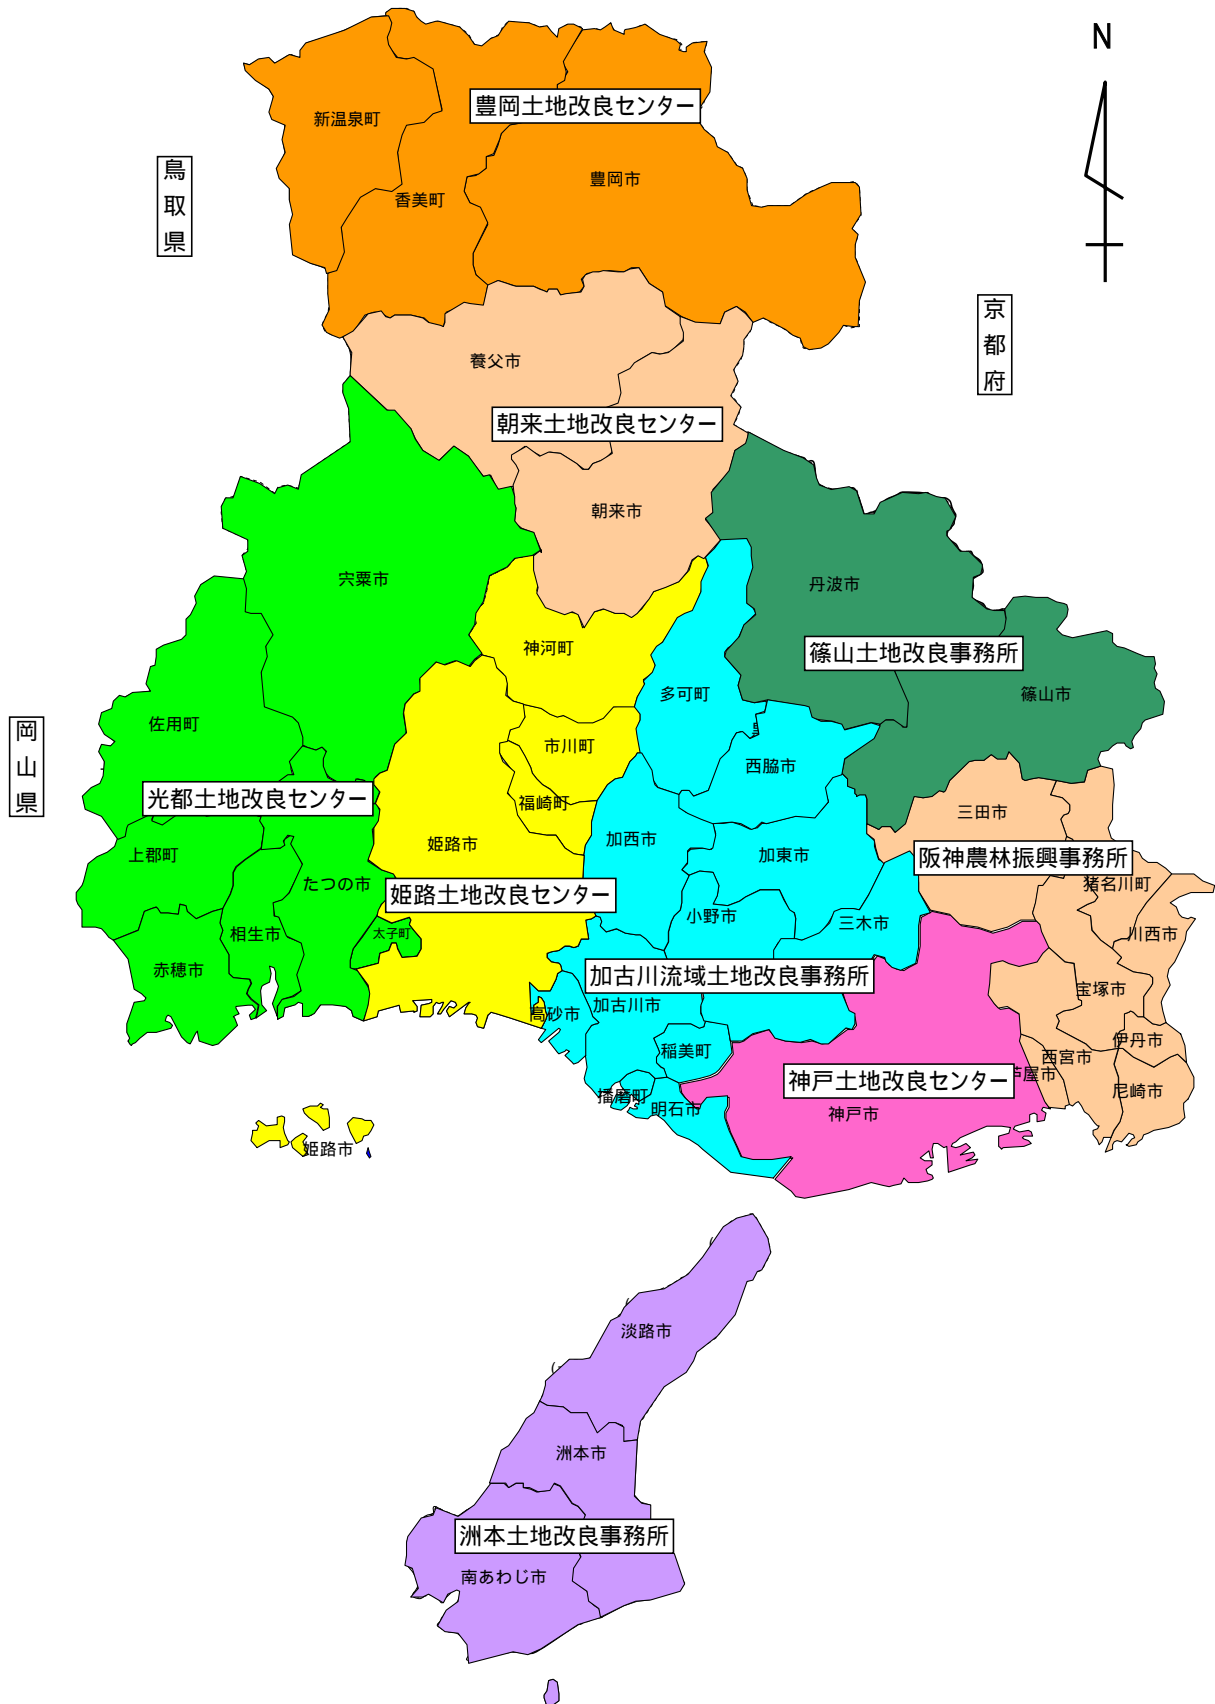 N
豊岡土地改良センター
新温泉町
鳥取県
豊岡市
香美町
京都府
養父市
朝来土地改良センター
朝来市
宍粟市
丹波市
神河町
篠山土地改良事務所
多可町
篠山市
佐用町
岡山県
市川町
西脇市
光都土地改良センター
福崎町
三田市
姫路市
加西市
加東市
上郡町
阪神農林振興事務所
たつの市
猪名川町
姫路土地改良センター
小野市
三木市
相生市
太子町
川西市
赤穂市
加古川流域土地改良事務所
宝塚市
高砂市
加古川市
稲美町
伊丹市
西宮市
芦屋市
神戸土地改良センター
尼崎市
播磨町
明石市
神戸市
姫路市
淡路市
洲本市
洲本土地改良事務所
南あわじ市